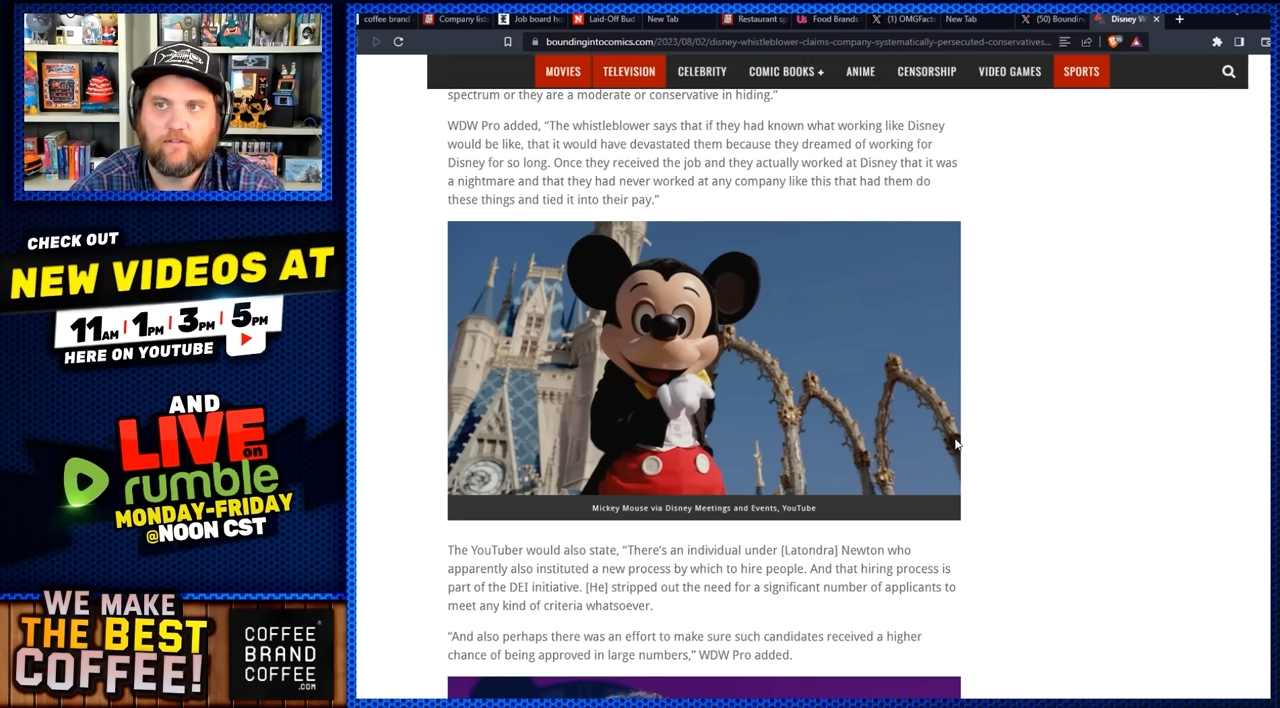 CHECK OUT
NEW VIDEOS AT
11AM | 1PM | 3PM | 5PM
HERE ON YOUTUBE
AND
LIVE
on
rumble
MONDAY-FRIDAY
@NOON CST
WE MAKE
THE BEST
COFFEE!
COFFEE
BRAND
COFFEE
.COM
coffee brand
Company list
Job board ho
Laid-Off Bud
New Tab
Restaurant sp
Food Brands
(1) OMGFacts
New Tab
(50) Bounding
Disney W
boundingintocomics.com/2023/08/02/disney-whistleblower-claims-company-systematically-persecuted-conservatives...
MOVIES TELEVISION CELEBRITY COMIC BOOKS + ANIME CENSORSHIP VIDEO GAMES SPORTS
spectrum or they are a moderate or conservative in hiding.”
WDW Pro added, “The whistleblower says that if they had known what working like Disney
would be like, that it would have devastated them because they dreamed of working for
Disney for so long. Once they received the job and they actually worked at Disney that it was
a nightmare and that they had never worked at any company like this that had them do
these things and tied it into their pay.”
Mickey Mouse via Disney Meetings and Events, YouTube
The YouTuber would also state, “There’s an individual under [Latondra] Newton who
apparently also instituted a new process by which to hire people. And that hiring process is
part of the DEI initiative. [He] stripped out the need for a significant number of applicants to
meet any kind of criteria whatsoever.
“And also perhaps there was an effort to make sure such candidates received a higher
chance of being approved in large numbers,” WDW Pro added.